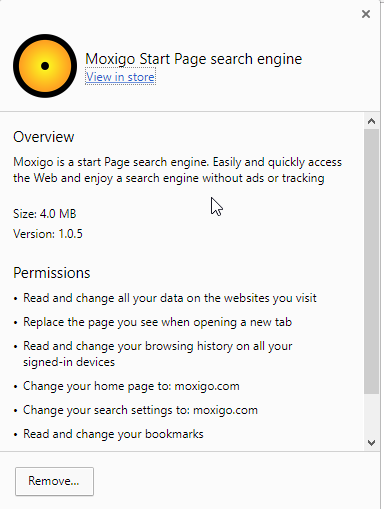 Moxigo Start Page search engine
View in store
Overview
Moxigo is a start Page search engine. Easily and quickly access
the Web and enjoy a search engine without ads or tracking
Size: 4.0 MB
Version: 1.0.5
Permissions
• Read and change all your data on the websites you visit
• Replace the page you see when opening a new tab
• Read and change your browsing history on all your
signed-in devices
• Change your home page to: moxigo.com
• Change your search settings to: moxigo.com
• Read and change your bookmarks
Remove...